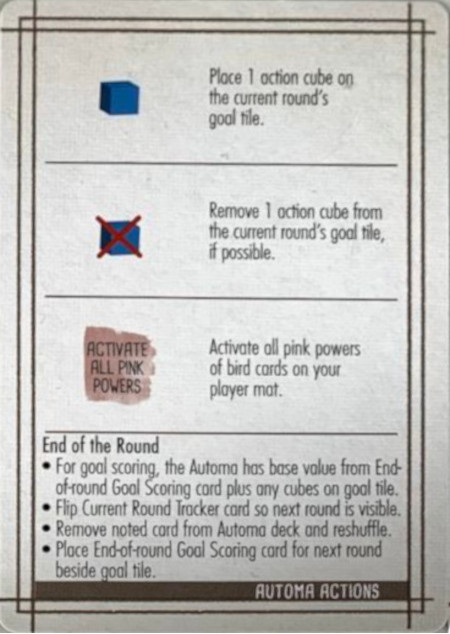 Place 1 action cube on
the current round's
goal tile.
Remove 1 action cube from
the current round's goal tile,
if possible.
ACTIVATE
ALL PINK
POWERS
Activate all pink powers
of bird cards on your
player mat.
End of the Round
• For goal scoring, the Automa has base value from End-
of-round Goal Scoring card plus any cubes on goal tile.
• Flip Current Round Tracker card so next round is visible.
• Remove noted card from Automa deck and reshuffle.
• Place End-of-round Goal Scoring card for next round
beside goal tile.
AUTOMA ACTIONS